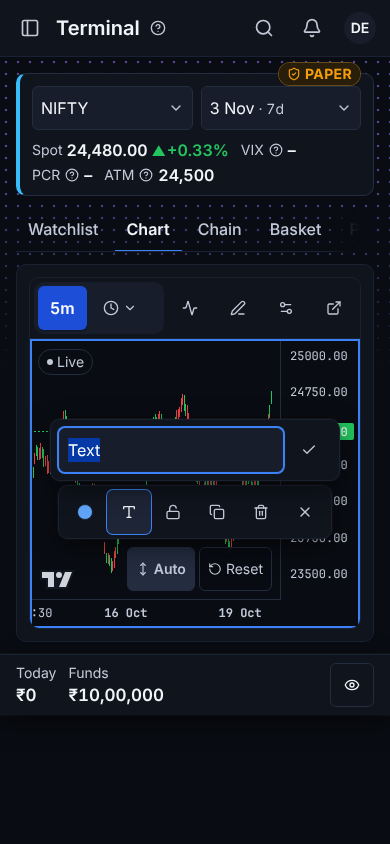 Terminal
DE
PAPER
NIFTY
3 Nov · 7d
Spot 24,480.00 ▲+0.33% VIX –
PCR – ATM 24,500
Watchlist Chart Chain Basket
5m
Live
25000.00
24750.00
Text
T
Auto
Reset
23500.00
:30 16 Oct 19 Oct
Today Funds
₹0 ₹10,00,000